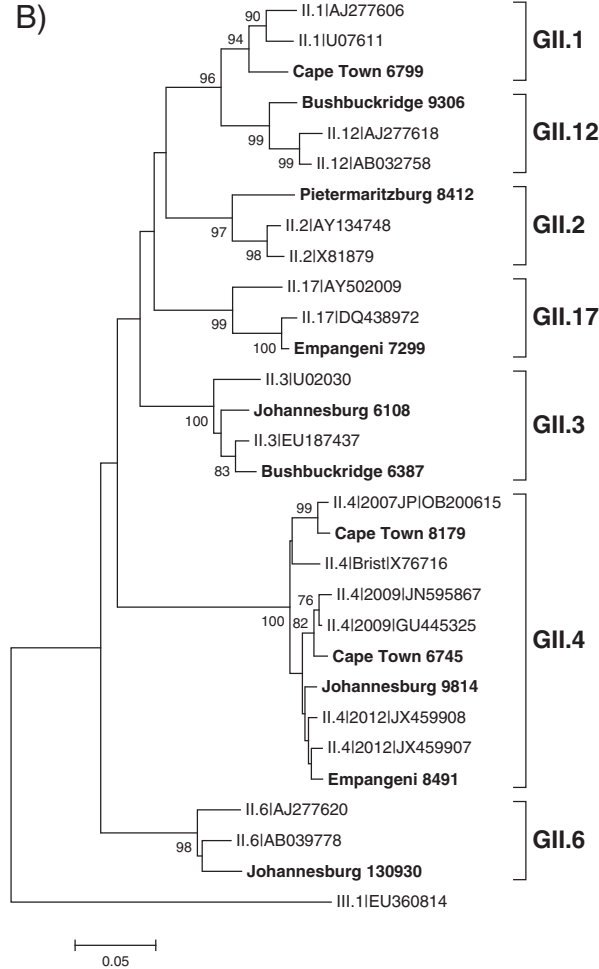 B)
90
II.1|AJ277606
94
II.1|U07611
GII.1
96
Cape Town 6799
Bushbuckridge 9306
99
II.12|AJ277618
GII.12
99
II.12|AB032758
Pietermaritzburg 8412
97
II.2|AY134748
GII.2
98
II.2|X81879
II.17|AY502009
99
II.17|DQ438972
GII.17
100
Empangeni 7299
II.3|U02030
100
Johannesburg 6108
GII.3
II.3|EU187437
83
Bushbuckridge 6387
99
II.4|2007JP|OB200615
Cape Town 8179
II.4|Brist|X76716
76
II.4|2009|JN595867
100
82
II.4|2009|GU445325
GII.4
Cape Town 6745
Johannesburg 9814
II.4|2012|JX459908
II.4|2012|JX459907
Empangeni 8491
II.6|AJ277620
98
II.6|AB039778
GII.6
Johannesburg 130930
III.1|EU360814
0.05